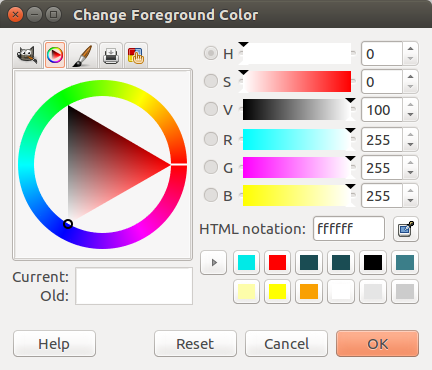 Change Foreground Color
H 0
S 0
V 100
R 255
G 255
B 255
HTML notation: ffffff
Current:
Old:
Help Reset Cancel OK